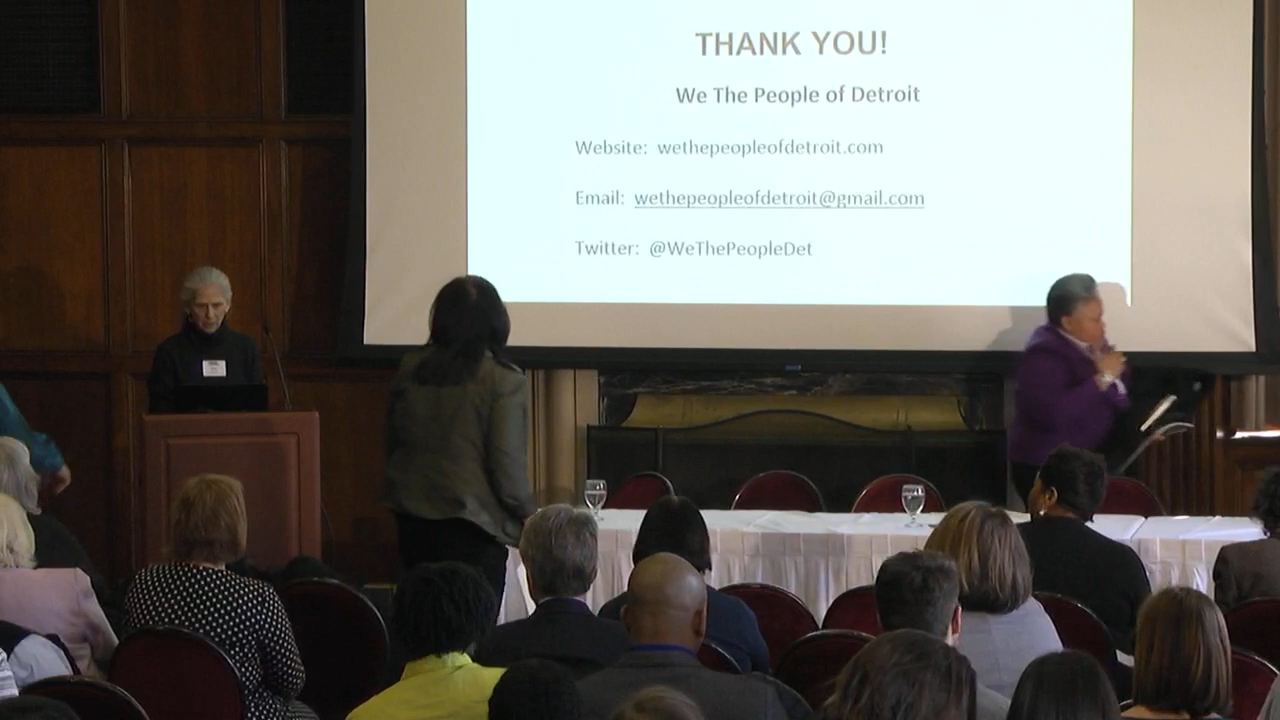 THANK YOU!
We The People of Detroit
Website: wethepeopleofdetroit.com
Email: wethepeopleofdetroit@gmail.com
Twitter: @WeThePeopleDet